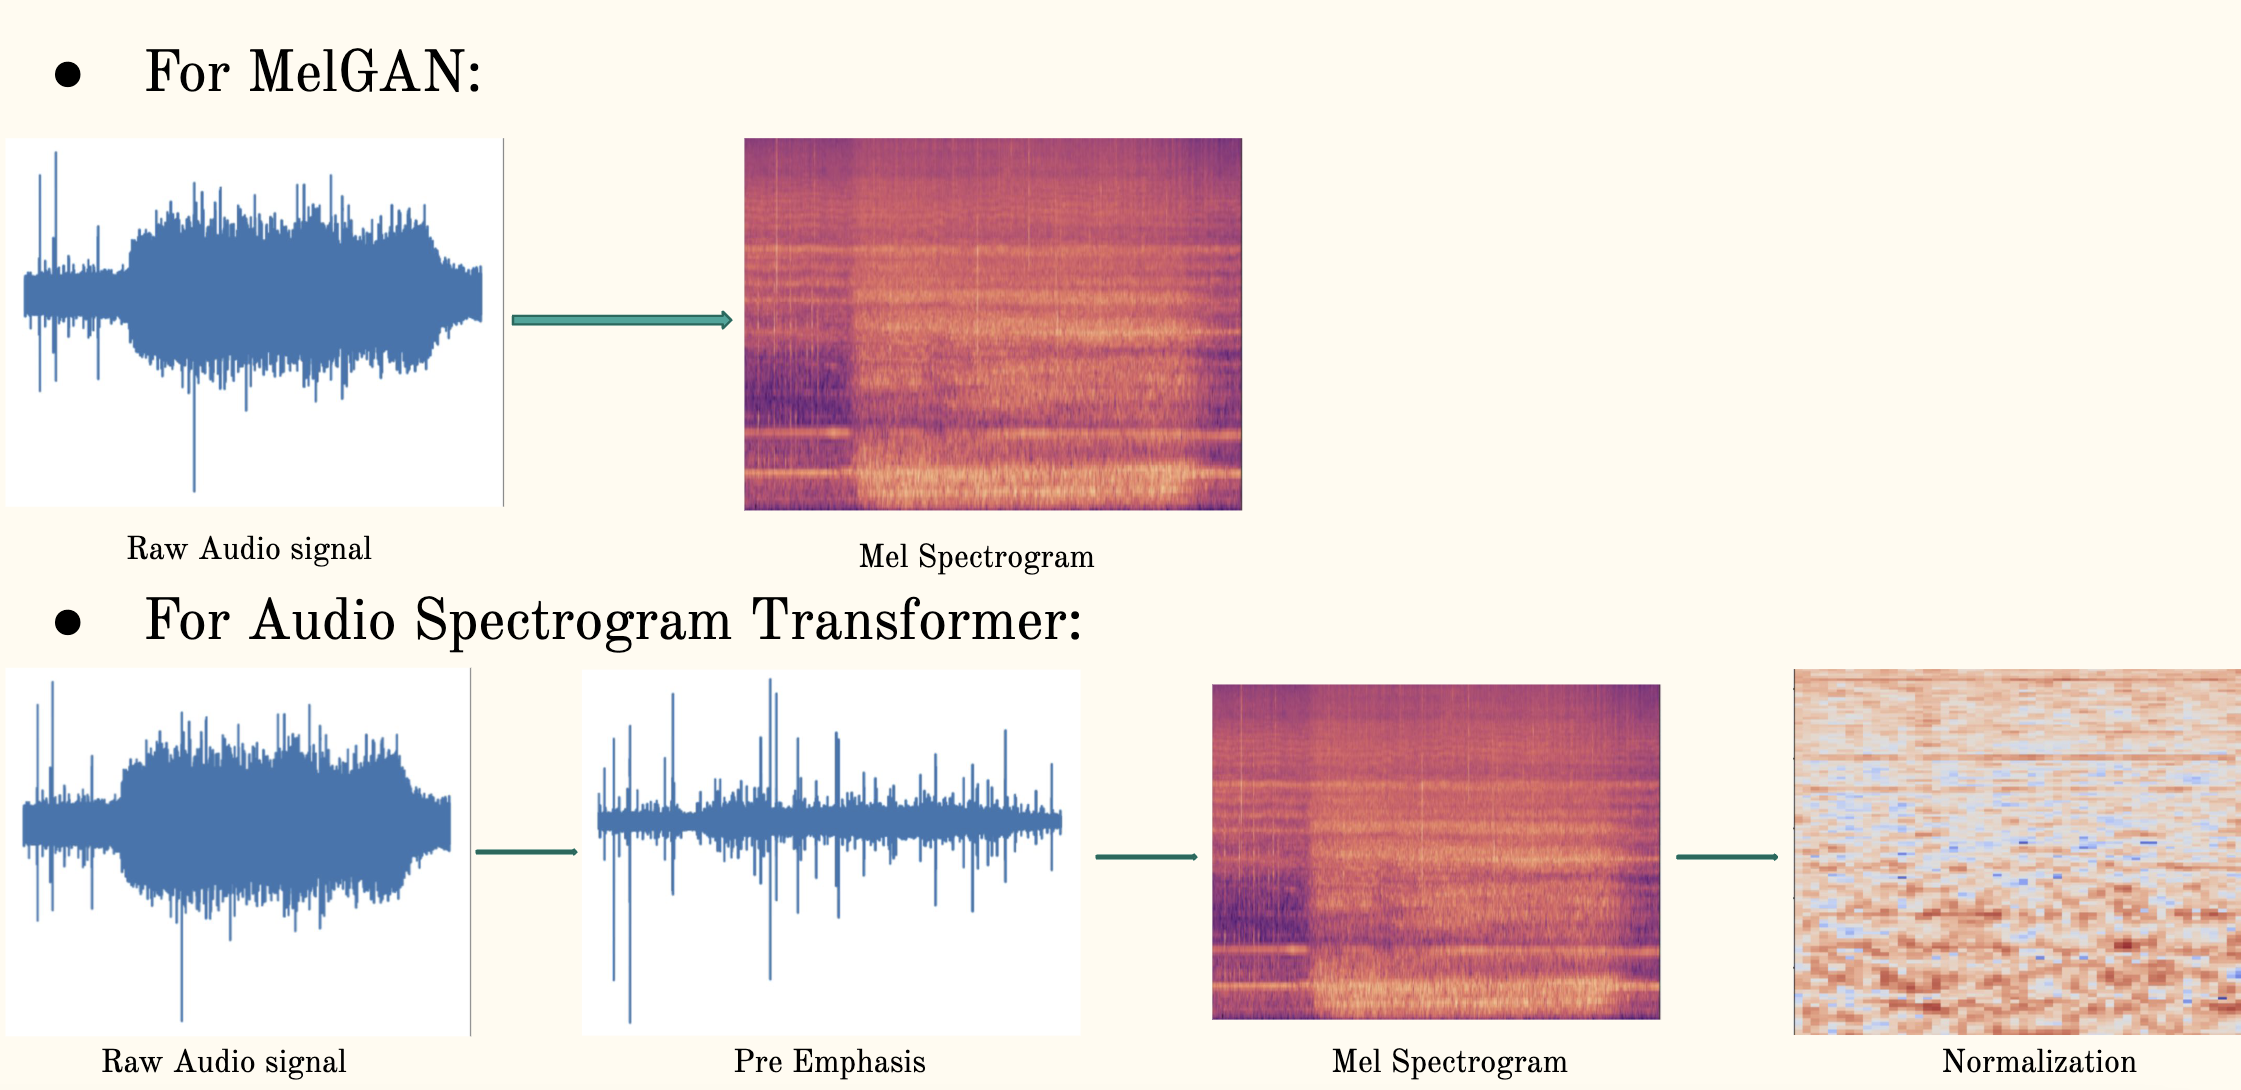 ● For MelGAN:
Raw Audio signal
Mel Spectrogram
● For Audio Spectrogram Transformer:
Raw Audio signal
Pre Emphasis
Mel Spectrogram
Normalization